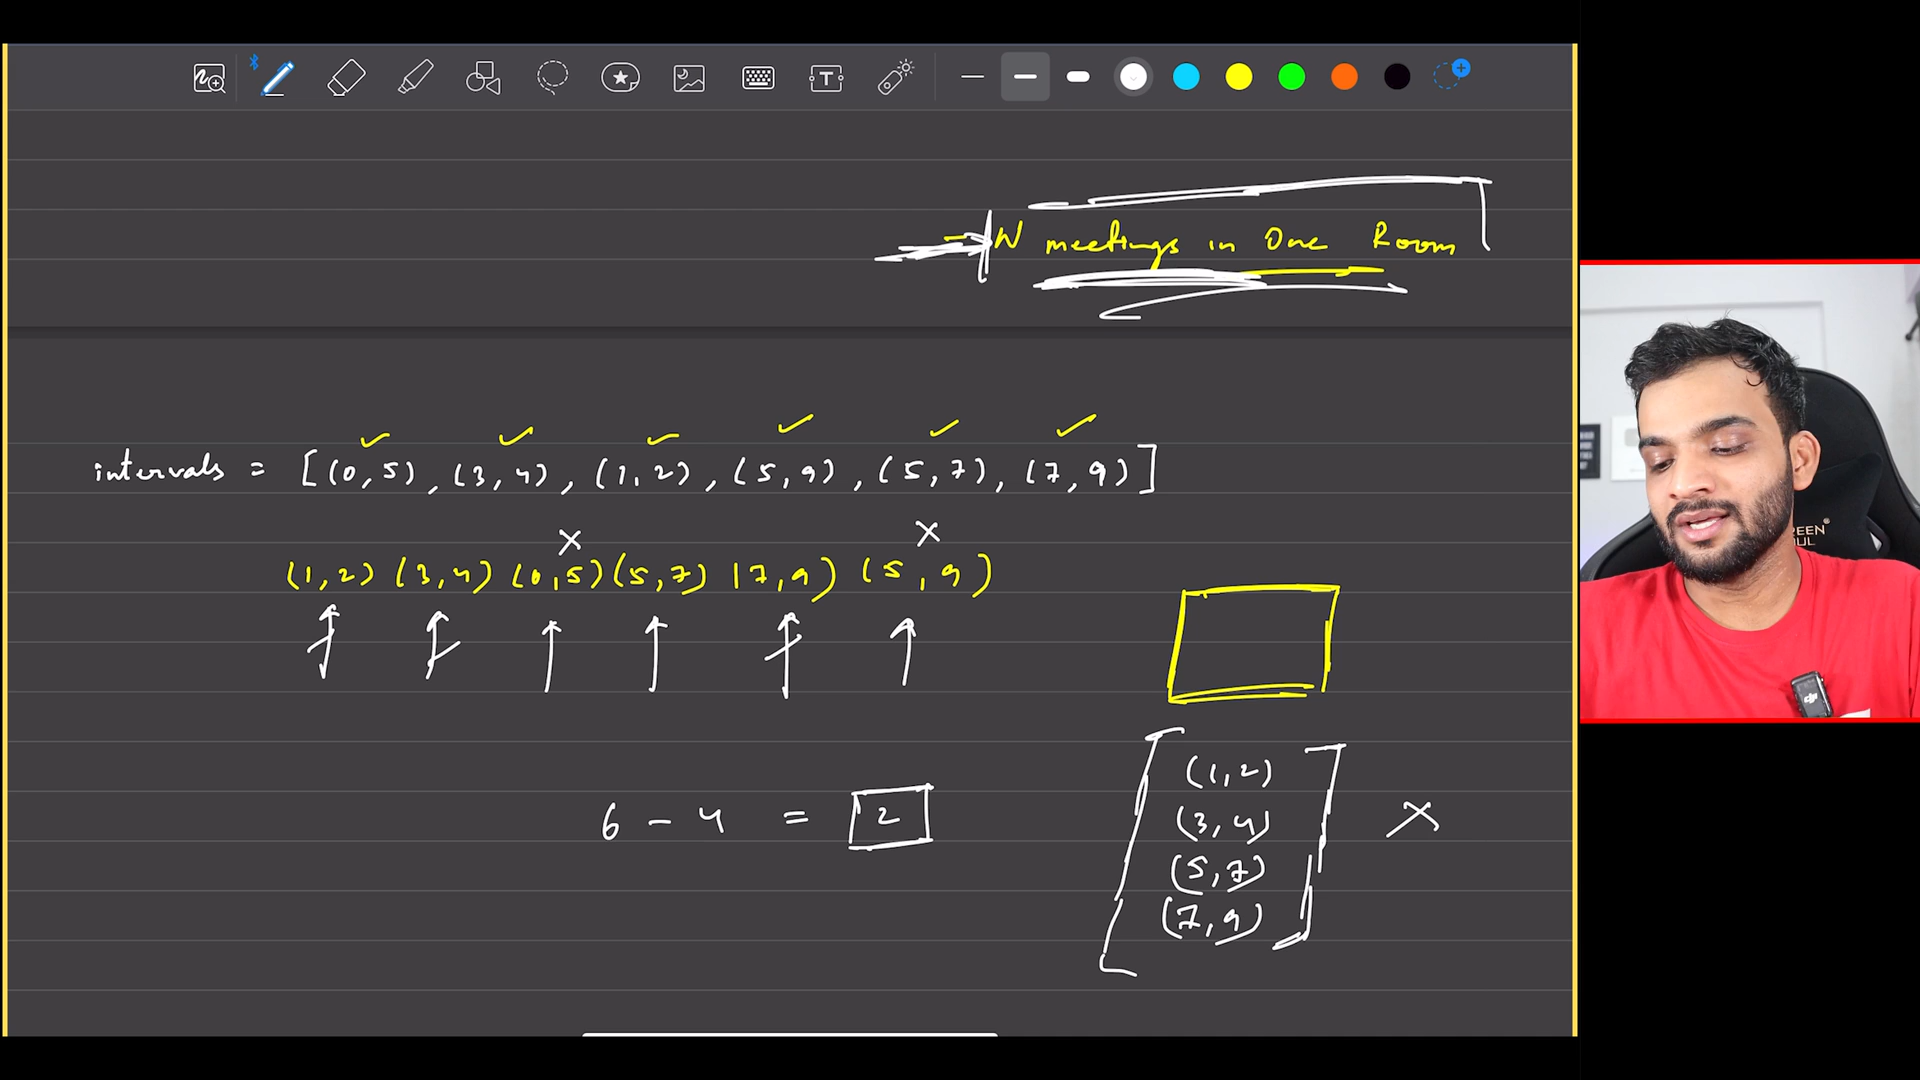 T
N meetings in One Room
intervals = [(0,5), (3,4), (1,2), (5,9), (5,7), (7,9)]
X X
(1,2) (3,4) (0,5) (5,7) (7,9) (5,9)
6 - 4 = 2
(1,2)
(3,4) X
(5,7)
(7,9)